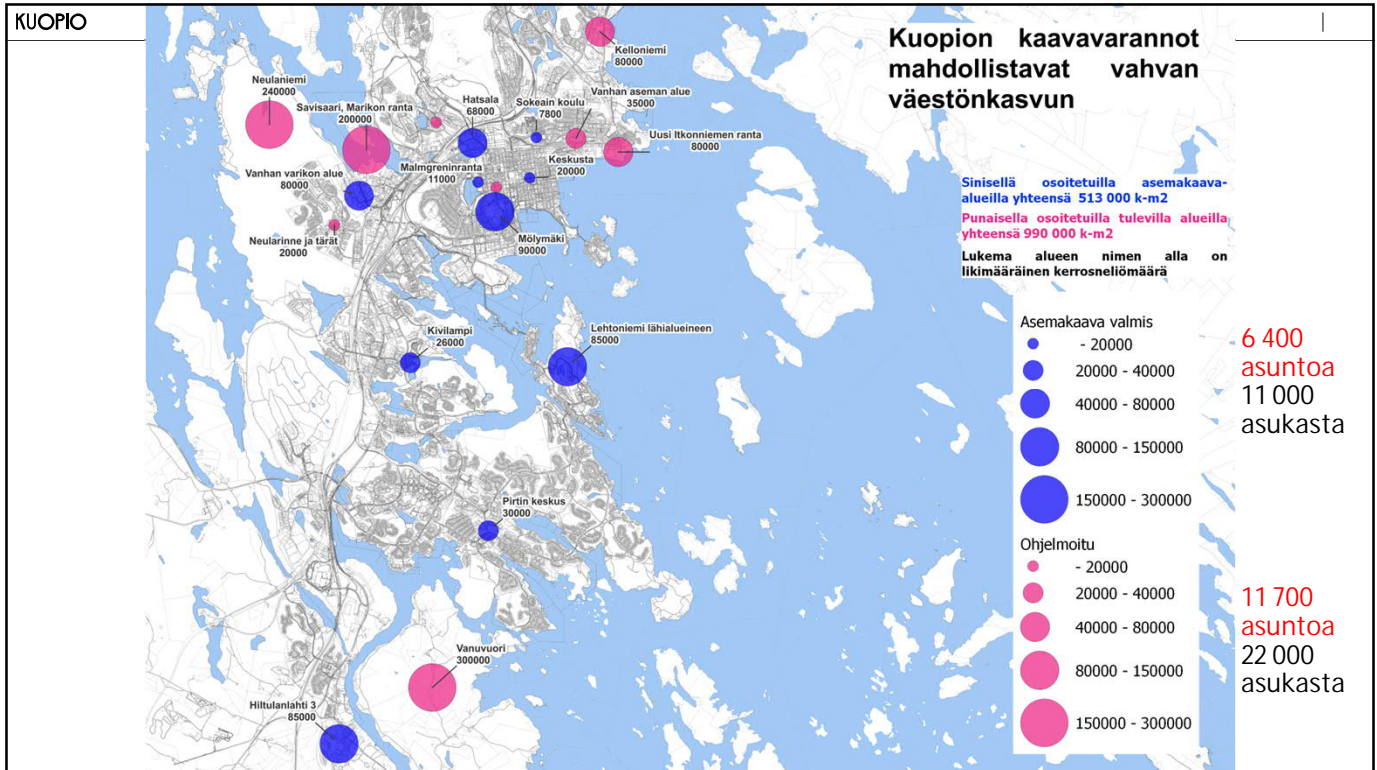 KUOPIO
Kuopion kaavavarannot
mahdollistavat vahvan
väestönkasvun
Kelloniemi
80000
Neulaniemi
240000
Savisaari, Marikon ranta
200000
Hatsala
68000
Sokeain koulu
7800
Vanhan aseman alue
35000
Uusi Itkonniemen ranta
80000
Vanhan varikon alue
80000
Malmgreninranta
11000
Keskusta
20000
Neularinne ja tärät
20000
Mölymäki
90000
Kivilampi
26000
Lehtoniemi lähialueineen
85000
Pirtin keskus
30000
Vanuvuori
300000
Hiltulanlahti 3
85000
Sinisellä osoitetuilla asemakaava-
alueilla yhteensä 513 000 k-m2
Punaisella osoitetuilla tulevilla alueilla
yhteensä 990 000 k-m2
Lukema alueen nimen alla on
likimääräinen kerrosneliömäärä
Asemakaava valmis
- 20000
20000 - 40000
40000 - 80000
80000 - 150000
150000 - 300000
Ohjelmoitu
- 20000
20000 - 40000
40000 - 80000
80000 - 150000
150000 - 300000
6 400
asuntoa
11 000
asukasta
11 700
asuntoa
22 000
asukasta